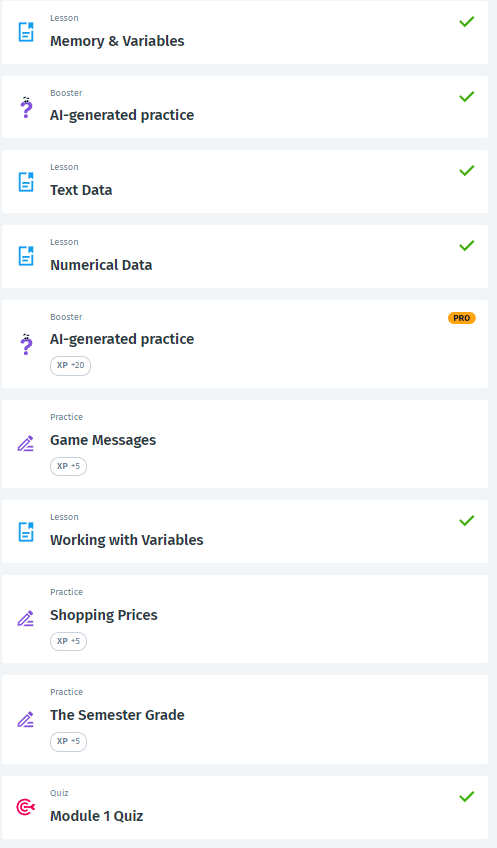 Lesson
Memory & Variables
Booster
AI-generated practice
Lesson
Text Data
Lesson
Numerical Data
Booster
PRO
AI-generated practice
XP +20
Practice
Game Messages
XP +5
Lesson
Working with Variables
Practice
Shopping Prices
XP +5
Practice
The Semester Grade
XP +5
Quiz
Module 1 Quiz